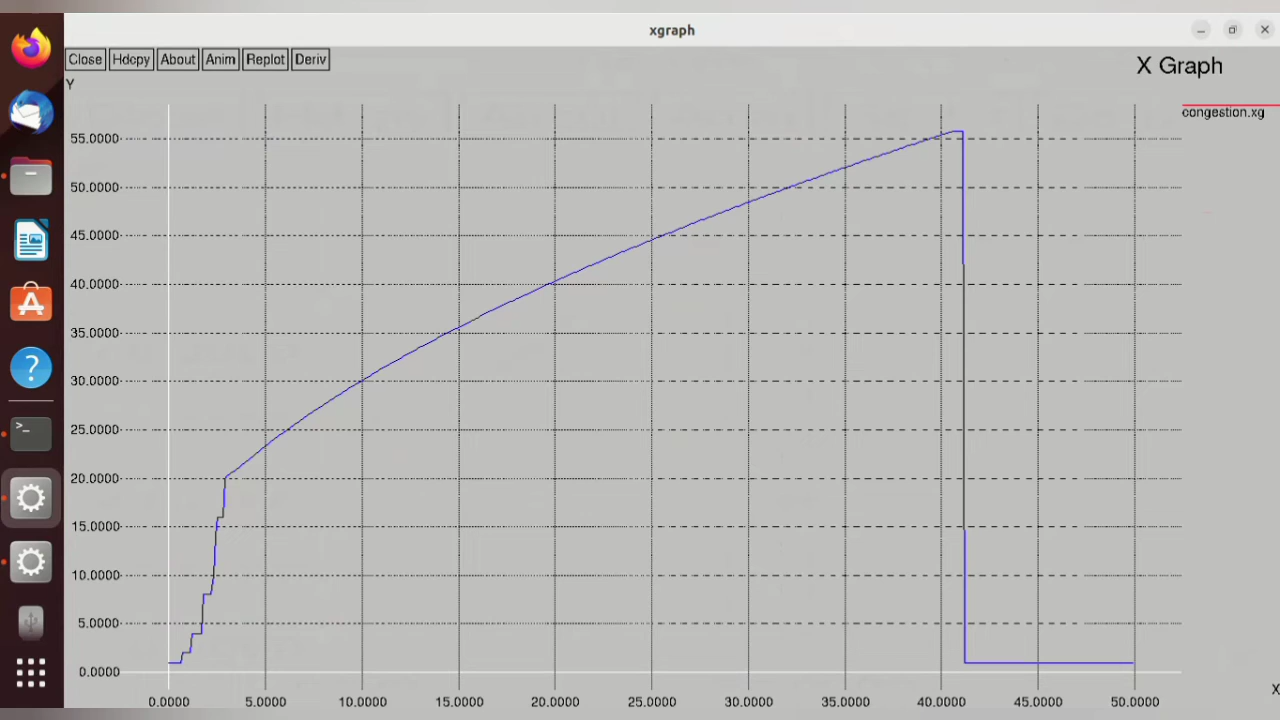 xgraph
Close Hdcpy About Anim Replot Deriv
X Graph
Y
congestion.xg
55.0000
50.0000
45.0000
40.0000
35.0000
30.0000
25.0000
20.0000
15.0000
10.0000
5.0000
0.0000
0.0000 5.0000 10.0000 15.0000 20.0000 25.0000 30.0000 35.0000 40.0000 45.0000 50.0000
X